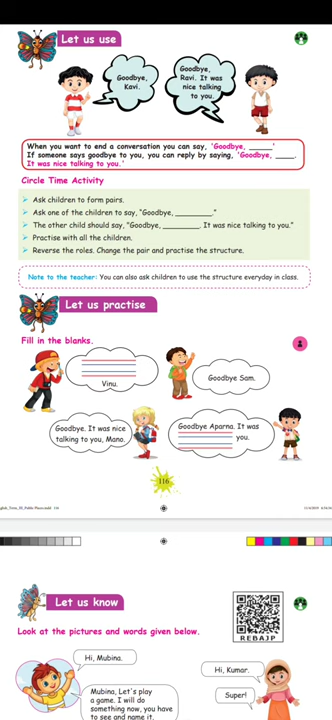 Let us use
Goodbye,
Kavi.
Goodbye,
Ravi. It was
nice talking
to you.
When you want to end a conversation you can say, 'Goodbye, _____'
If someone says goodbye to you, you can reply by saying, 'Goodbye, _____.
It was nice talking to you.'
Circle Time Activity
Ask children to form pairs.
Ask one of the children to say, "Goodbye, ________."
The other child should say, "Goodbye, ________. It was nice talking to you."
Practise with all the children.
Reverse the roles. Change the pair and practise the structure.
Note to the teacher: You can also ask children to use the structure everyday in class.
Let us practise
Fill in the blanks.
Vinu.
Goodbye Sam.
Goodbye. It was nice
talking to you, Mano.
Goodbye Aparna. It was
you.
116
Let us know
REBAJP
Look at the pictures and words given below.
Hi, Mubina.
Hi, Kumar.
Mubina, Let's play
a game. I will do
something now, you have
to see and name it.
Super!